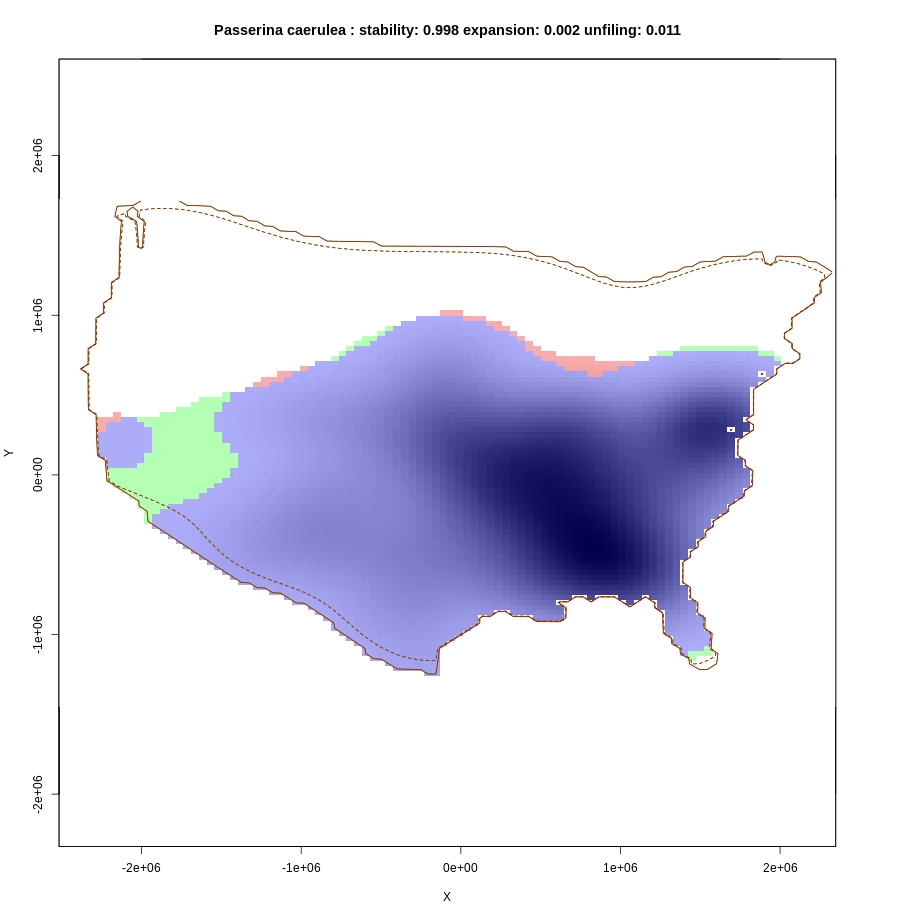 Passerina caerulea : stability: 0.998 expansion: 0.002 unfiling: 0.011
2e+06
1e+06
0e+00
-1e+06
-2e+06
Y
-2e+06 -1e+06 0e+00 1e+06 2e+06
X